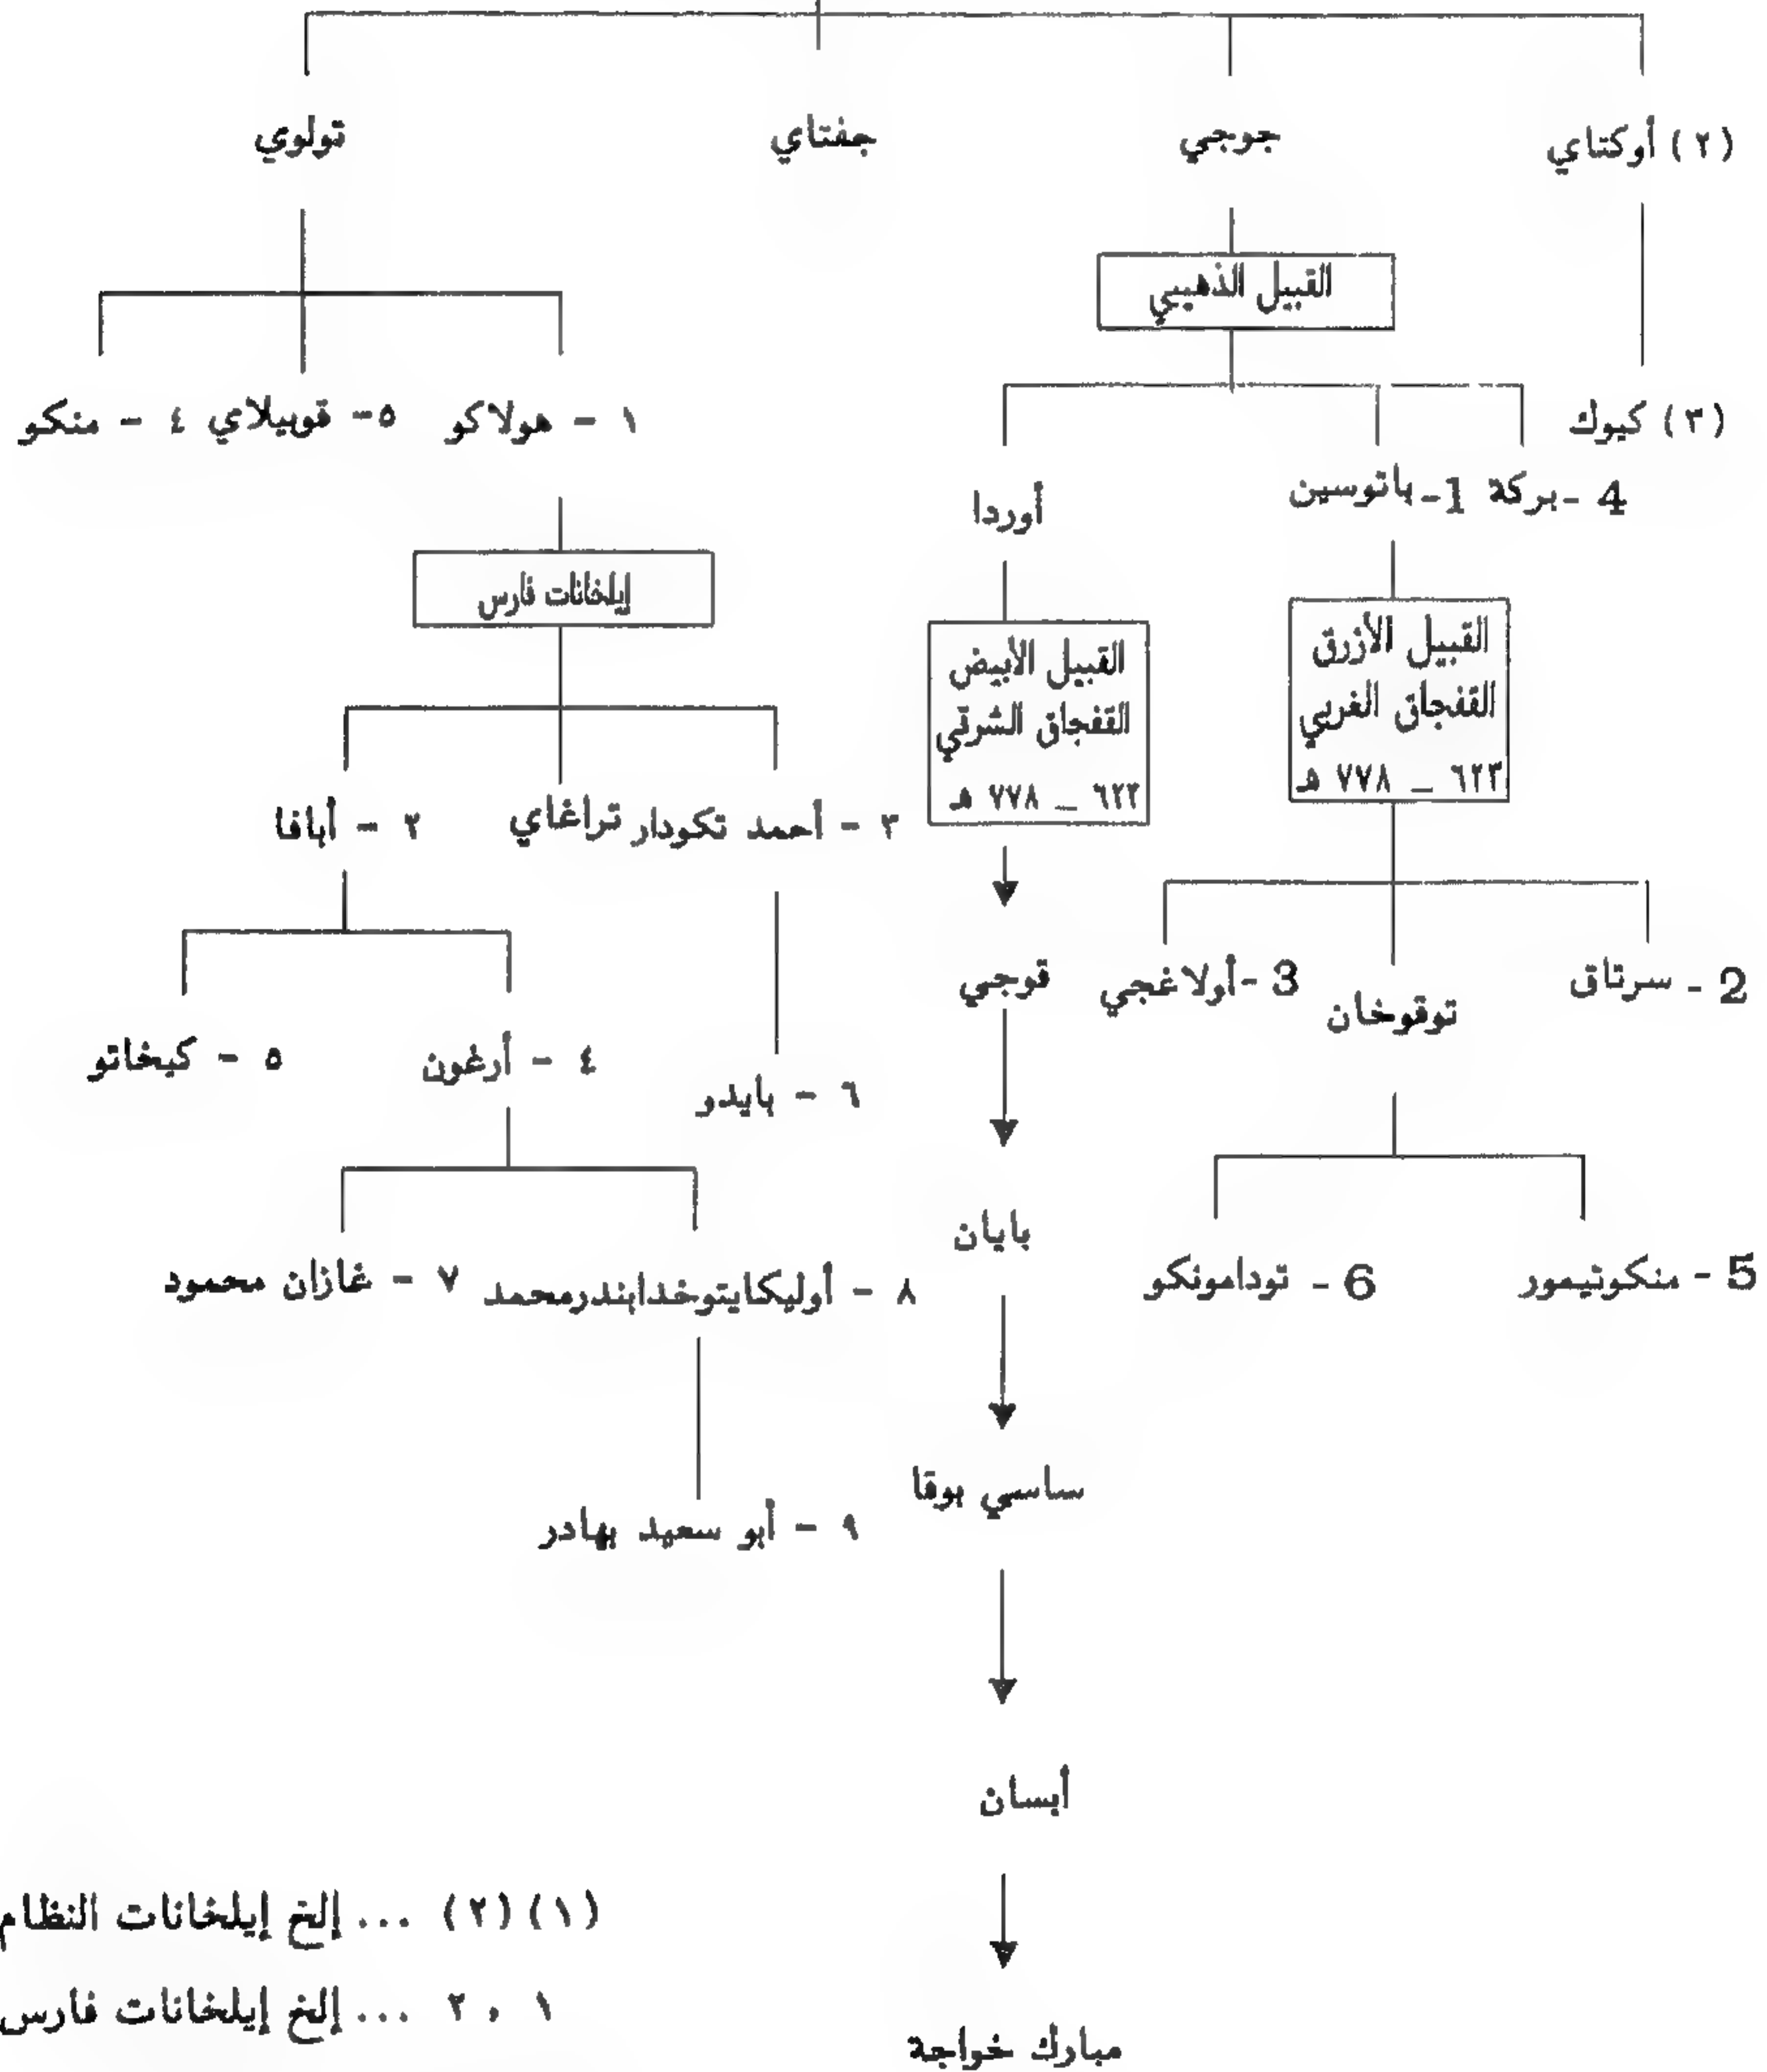 (٢) أوكتاي
جوجي
جفتاي
تولوي
القبيل الذهبي
(٣) كيوك
١ - هولاكو
٥- قوبيلاي
٤ - منكو
4 - بركة
1 - باتوسين
أوردا
إيلخانات فارس
القبيل الأزرق
القفجاق الغربي
٦٢٣ _ ٧٧٨ هـ
القبيل الأبيض
القفجاق الشرقي
٦٢٣ _ ٧٧٨ هـ
٣ - أحمد تكودار
تراغاي
٢ - أباقا
2 - سرتاق
توقوخان
3 - أولاغجي
قوجي
٦ - بايدو
٤ - أرغون
٥ - كيخاتو
بايان
5 - منكوتيمور
6 - تودامونكو
٨ - أوليكايتوخدابندرمحمد
٧ - غازان محمود
ساسي بوقا
٩ - أبو سعيد بهادر
أبسان
(١) (٢) ... إلخ إيلخانات النظام
١ ، ٢ ... إلخ إيلخانات فارس
مبارك خواجة